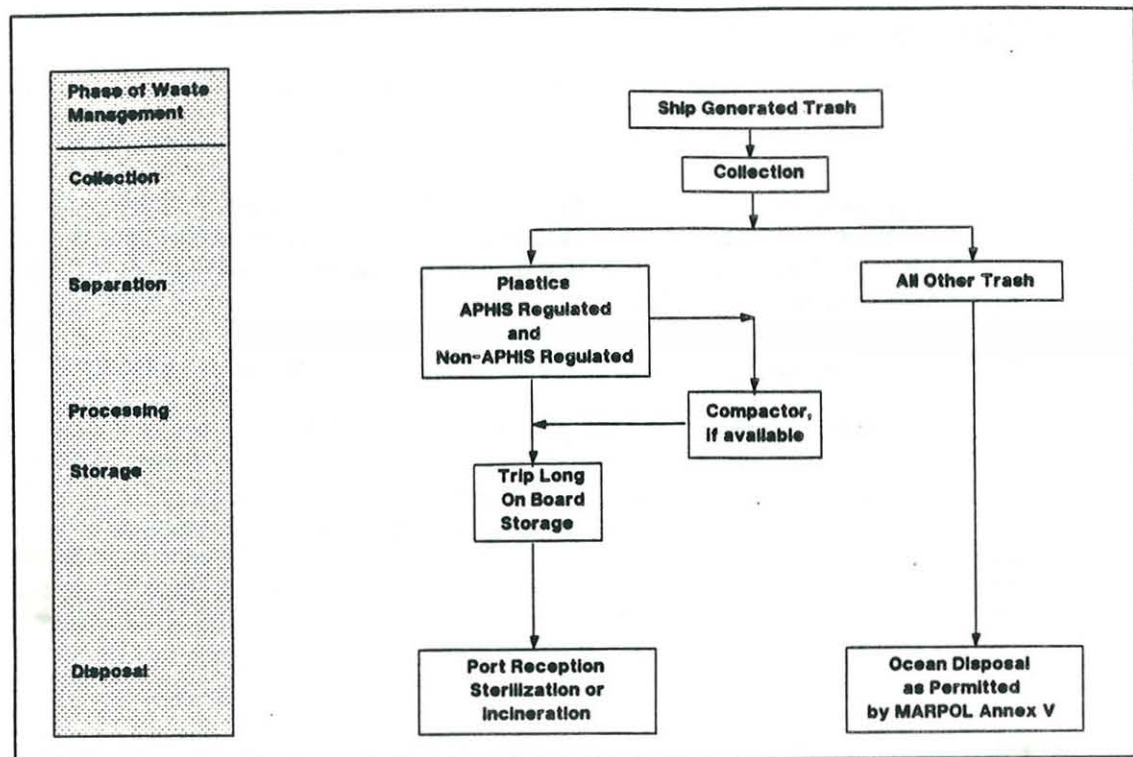 Phase of Waste
Management
Collection
Separation
Processing
Storage
Disposal
Ship Generated Trash
Collection
Plastics
APHIS Regulated
and
Non-APHIS Regulated
All Other Trash
Compactor,
if available
Trip Long
On Board
Storage
Port Reception
Sterilization or
Incineration
Ocean Disposal
as Permitted
by MARPOL Annex V